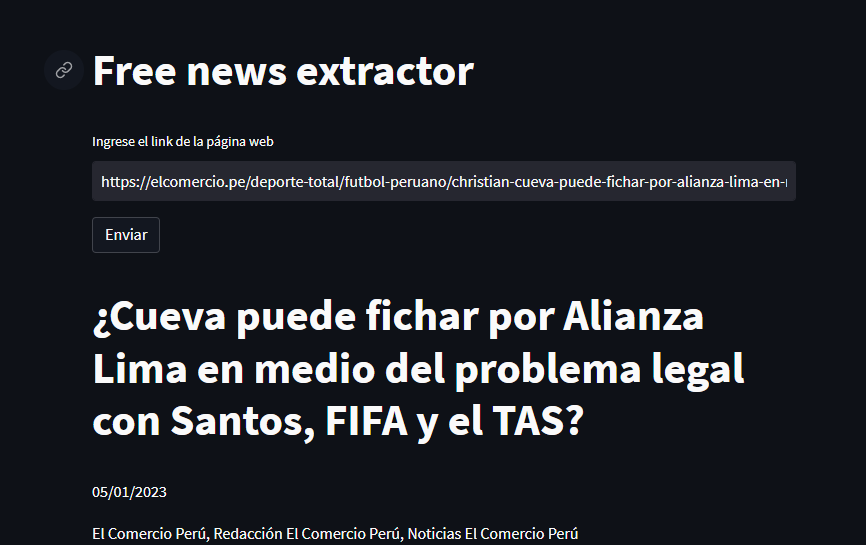 Free news extractor
Ingrese el link de la página web
https://elcomercio.pe/deporte-total/futbol-peruano/christian-cueva-puede-fichar-por-alianza-lima-en-
Enviar
¿Cueva puede fichar por Alianza
Lima en medio del problema legal
con Santos, FIFA y el TAS?
05/01/2023
El Comercio Perú, Redacción El Comercio Perú, Noticias El Comercio Perú